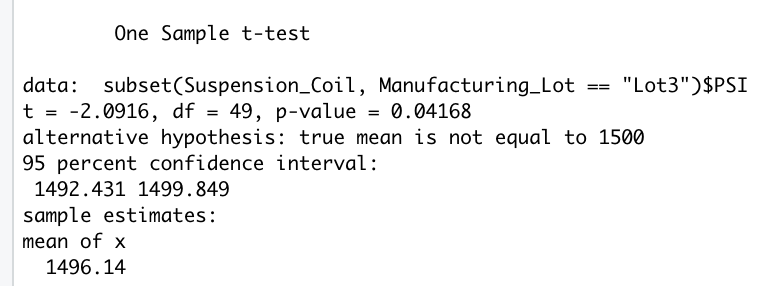 One Sample t-test
data:  subset(Suspension_Coil, Manufacturing_Lot == "Lot3")$PSI
t = -2.0916, df = 49, p-value = 0.04168
alternative hypothesis: true mean is not equal to 1500
95 percent confidence interval:
1492.431 1499.849
sample estimates:
mean of x
1496.14